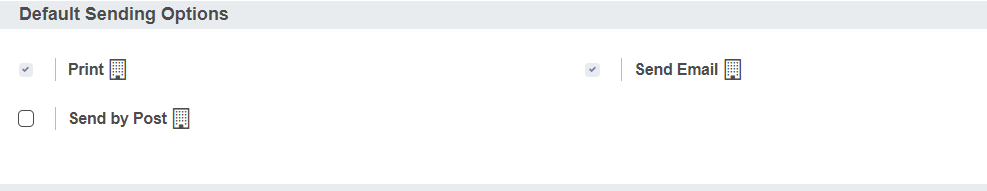 Default Sending Options
Print
Send Email
Send by Post